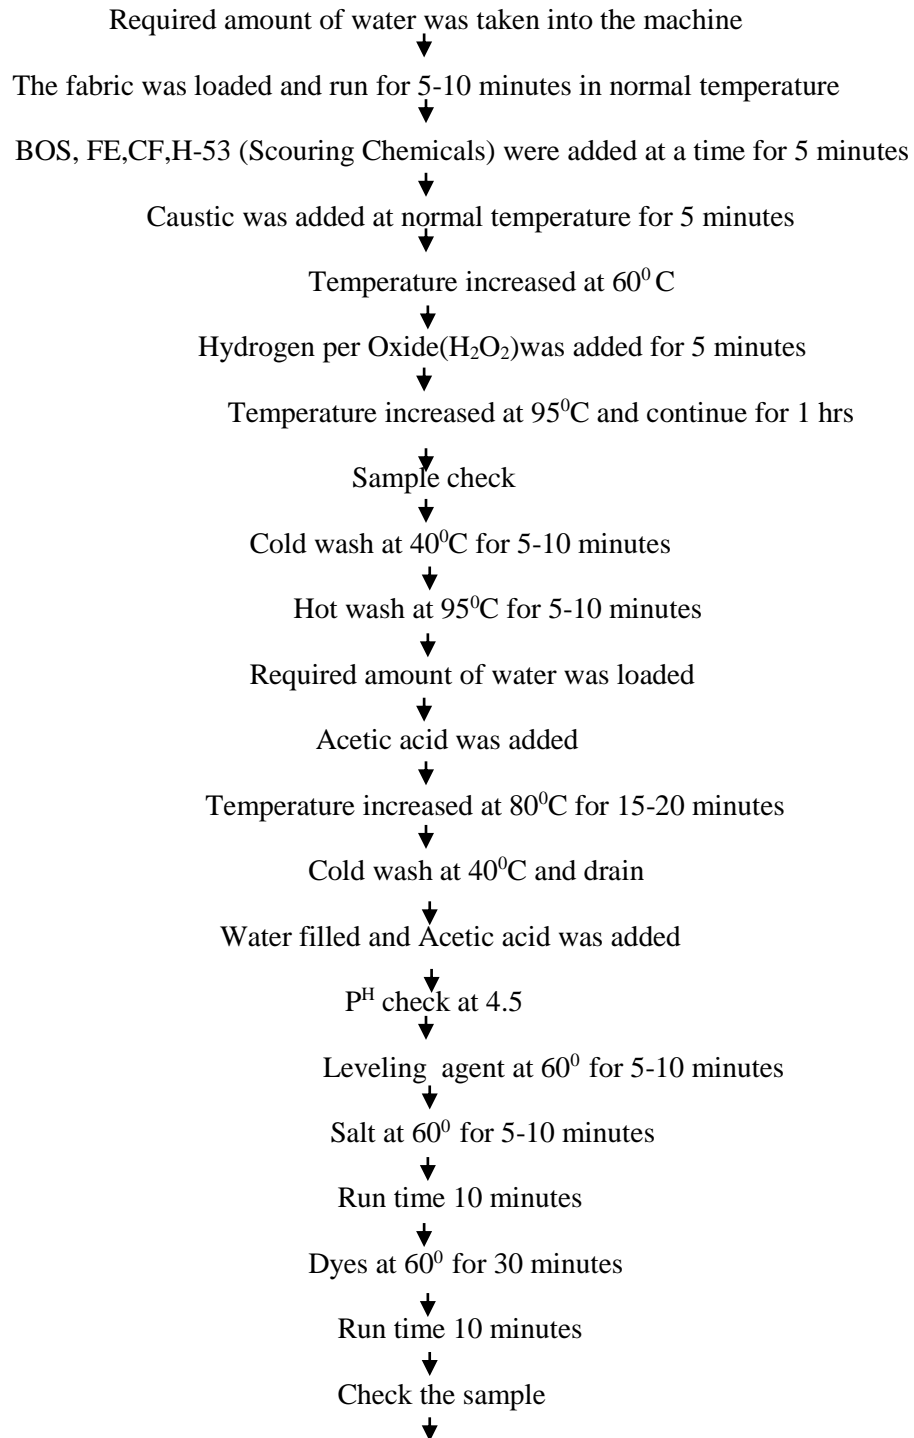 Required amount of water was taken into the machine
The fabric was loaded and run for 5-10 minutes in normal temperature
BOS, FE,CF,H-53 (Scouring Chemicals) were added at a time for 5 minutes
Caustic was added at normal temperature for 5 minutes
Temperature increased at 60⁰ C
Hydrogen per Oxide(H₂O₂)was added for 5 minutes
Temperature increased at 95⁰C and continue for 1 hrs
Sample check
Cold wash at 40⁰C for 5-10 minutes
Hot wash at 95⁰C for 5-10 minutes
Required amount of water was loaded
Acetic acid was added
Temperature increased at 80⁰C for 15-20 minutes
Cold wash at 40⁰C and drain
Water filled and Acetic acid was added
Pᴴ check at 4.5
Leveling  agent at 60⁰ for 5-10 minutes
Salt at 60⁰ for 5-10 minutes
Run time 10 minutes
Dyes at 60⁰ for 30 minutes
Run time 10 minutes
Check the sample